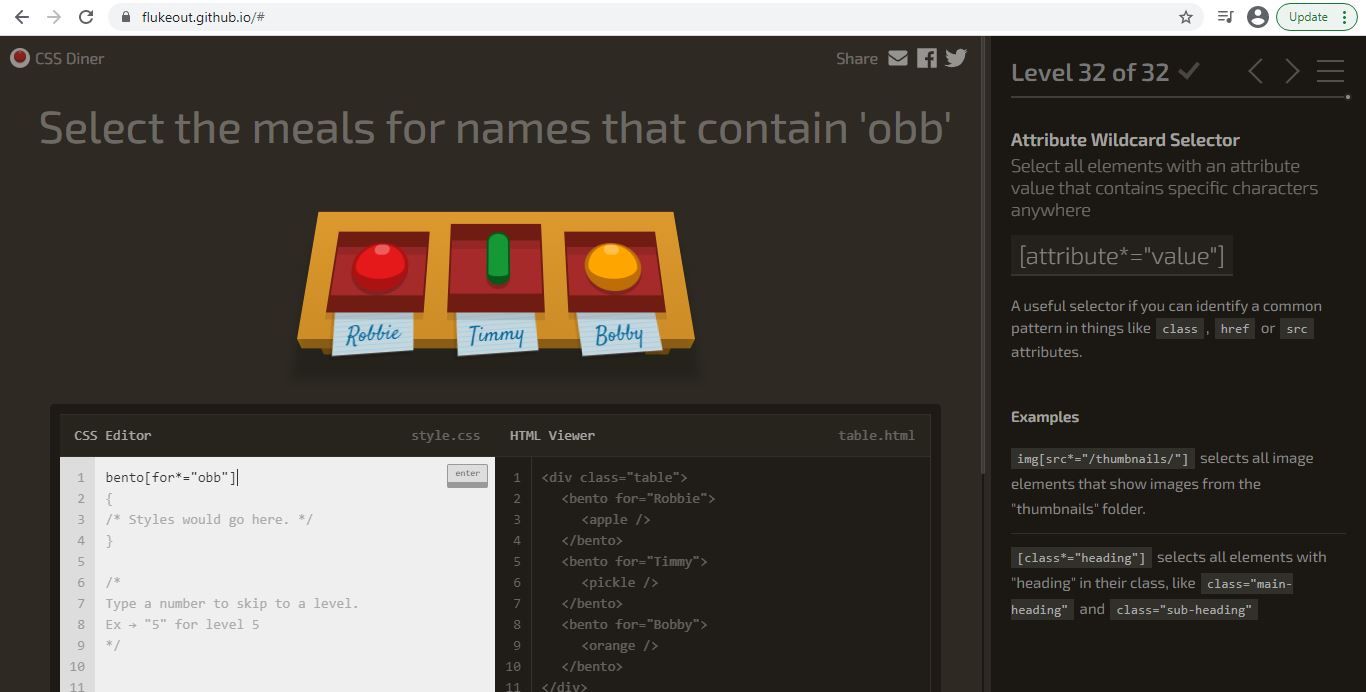 flukeout.github.io/#
Update
CSS Diner
Share
Select the meals for names that contain 'obb'
Robbie
Timmy
Bobby
CSS Editor
style.css
1 bento[for*="obb"]
enter
2 {
3 /* Styles would go here. */
4 }
5
6 /*
7 Type a number to skip to a level.
8 Ex → "5" for level 5
9 */
10
11
HTML Viewer
table.html
1 <div class="table">
2 <bento for="Robbie">
3 <apple />
4 </bento>
5 <bento for="Timmy">
6 <pickle />
7 </bento>
8 <bento for="Bobby">
9 <orange />
10 </bento>
11 </div>
Level 32 of 32
Attribute Wildcard Selector
Select all elements with an attribute
value that contains specific characters
anywhere
[attribute*="value"]
A useful selector if you can identify a common
pattern in things like class , href or src
attributes.
Examples
img[src*="/thumbnails/"] selects all image
elements that show images from the
"thumbnails" folder.
[class*="heading"] selects all elements with
"heading" in their class, like class="main-
heading" and class="sub-heading"